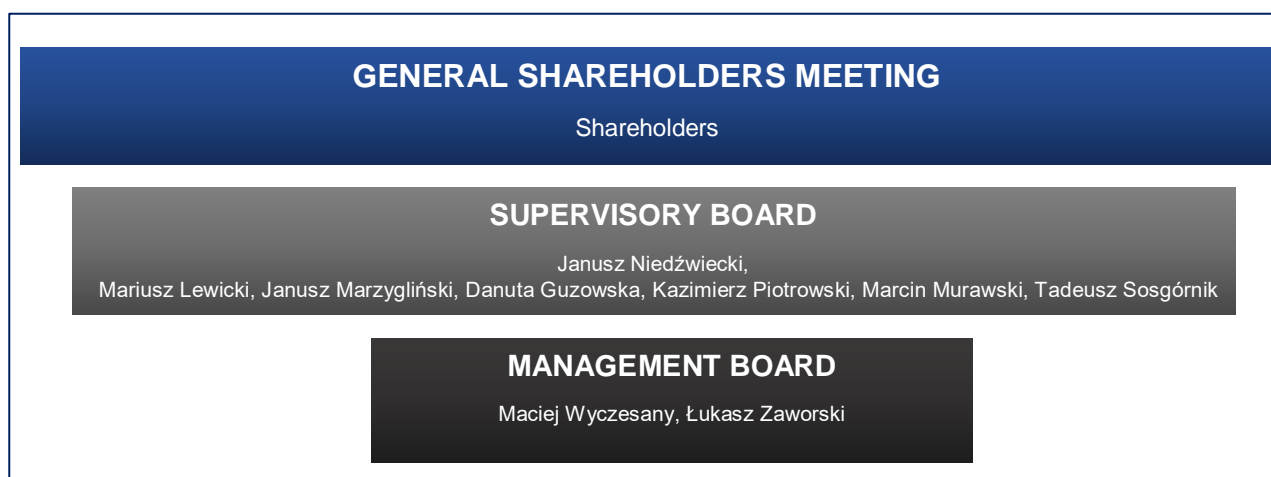 GENERAL SHAREHOLDERS MEETING
Shareholders
SUPERVISORY BOARD
Janusz Niedźwiecki,
Mariusz Lewicki, Janusz Marzygliński, Danuta Guzowska, Kazimierz Piotrowski, Marcin Murawski, Tadeusz Sosgórnik
MANAGEMENT BOARD
Maciej Wyczesany, Łukasz Zaworski